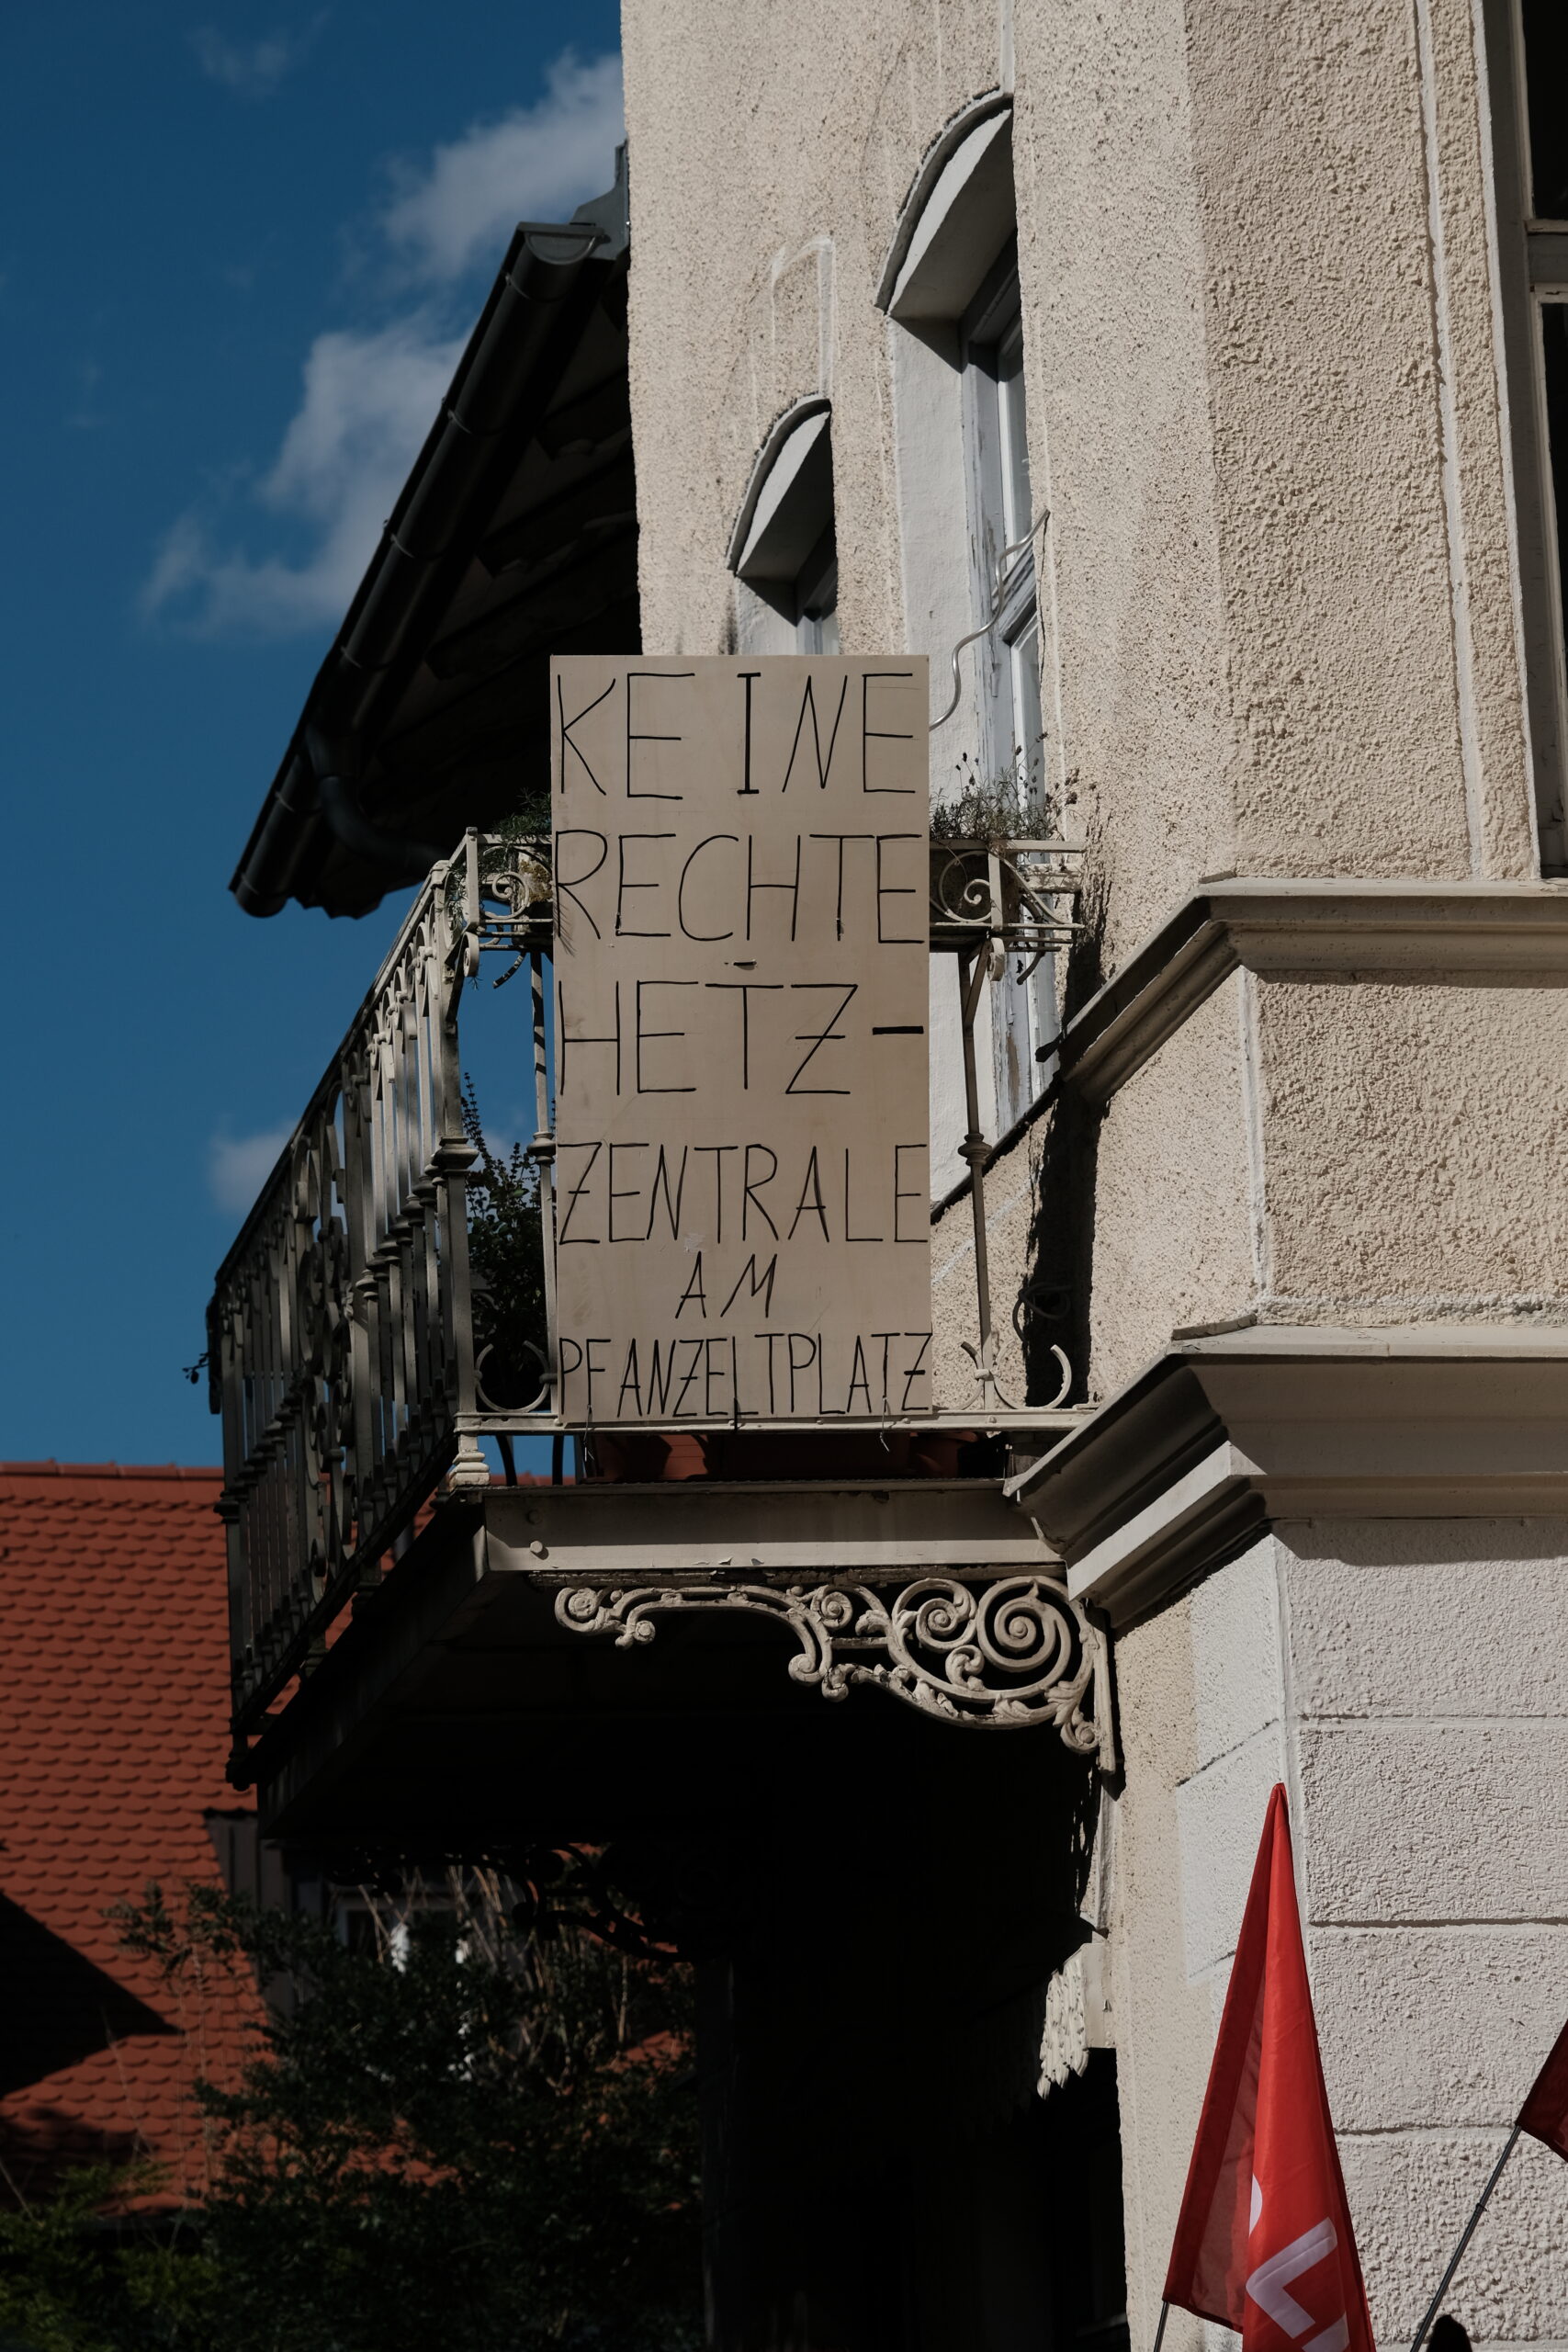 KEINE
RECHTE
HETZ-
ZENTRALE
AM
PFANZELTPLATZ